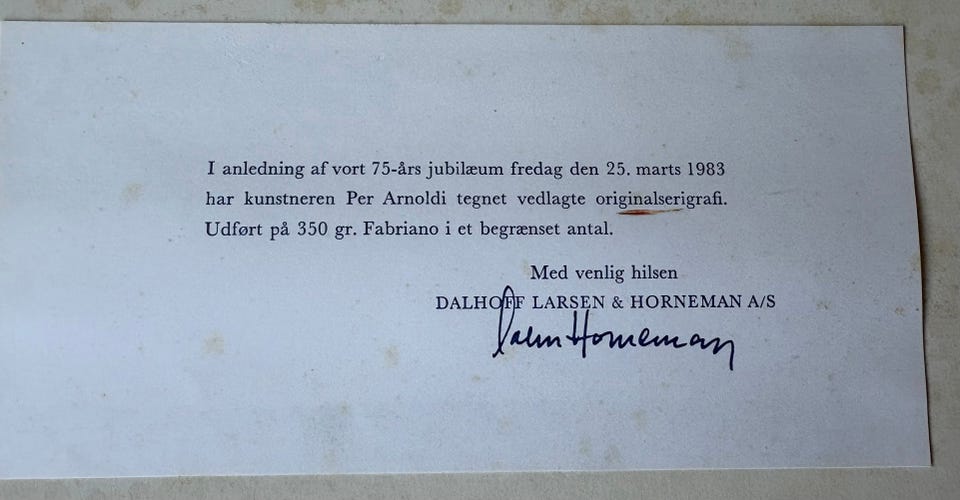 I anledning af vort 75-års jubilæum fredag den 25. marts 1983
har kunstneren Per Arnoldi tegnet vedlagte originalserigrafi.
Udført på 350 gr. Fabriano i et begrænset antal.
Med venlig hilsen
DALHOFF LARSEN & HORNEMAN A/S
Horneman